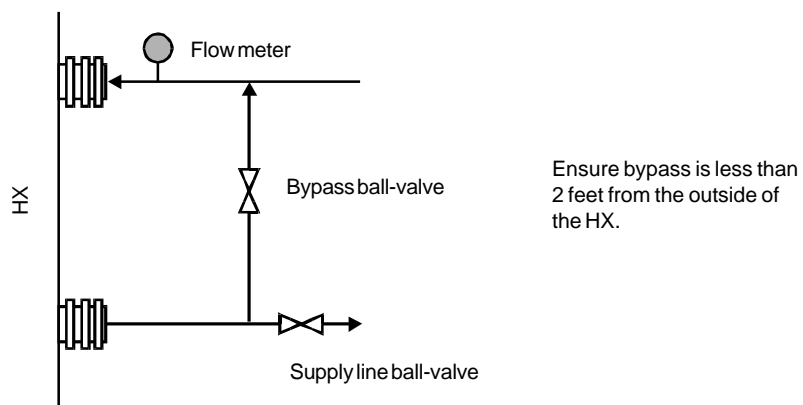 Flow meter
HX
Bypass ball-valve
Ensure bypass is less than
2 feet from the outside of
the HX.
Supply line ball-valve